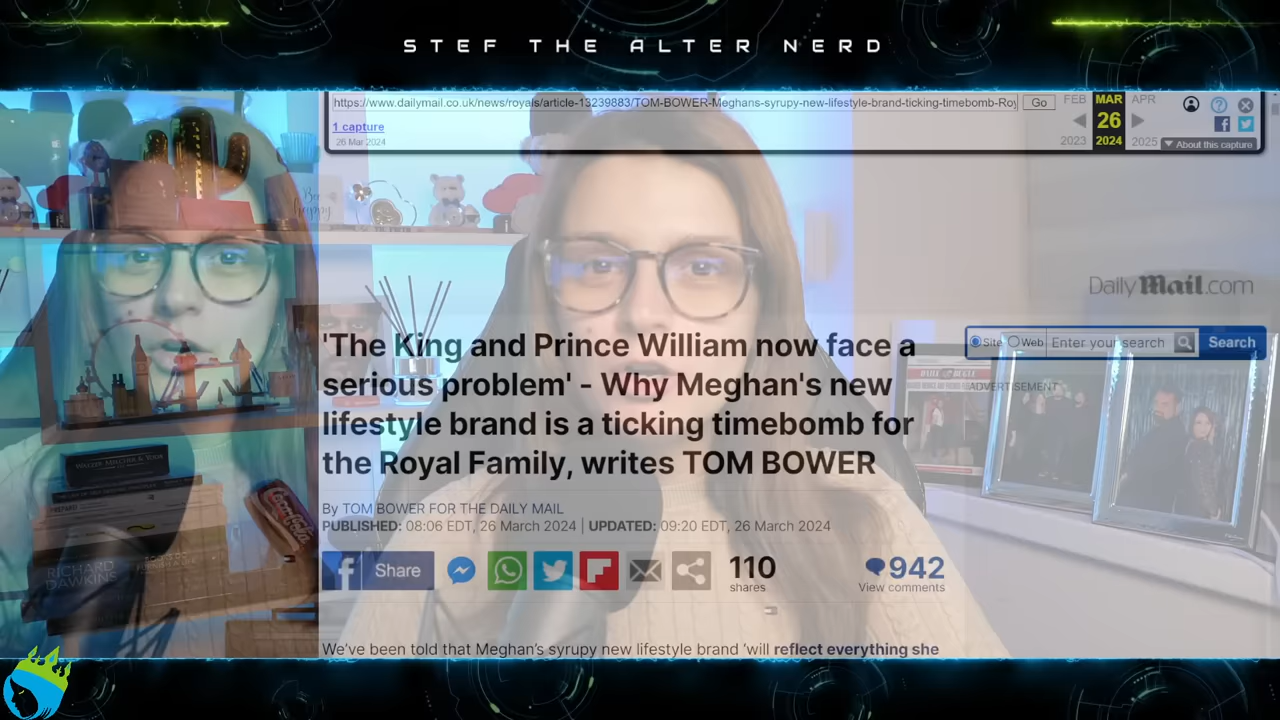 STEF THE ALTER NERD
https://www.dailymail.co.uk/news/royals/article-13239883/TOM-BOWER-Meghans-syrupy-new-lifestyle-brand-ticking-timebomb-Roy
Go
FEB MAR APR
1 capture
26
26 Mar 2024
2023 2024 2025
About this capture
Be happy
Daily Mail.com
Site Web Enter your search Search
'The King and Prince William now face a
serious problem' - Why Meghan's new
lifestyle brand is a ticking timebomb for
the Royal Family, writes TOM BOWER
ADVERTISEMENT
By TOM BOWER FOR THE DAILY MAIL
PUBLISHED: 08:06 EDT, 26 March 2024 | UPDATED: 09:20 EDT, 26 March 2024
Share
110
shares
942
View comments
RICHARD
DAWKINS
We've been told that Meghan's syrupy new lifestyle brand 'will reflect everything she